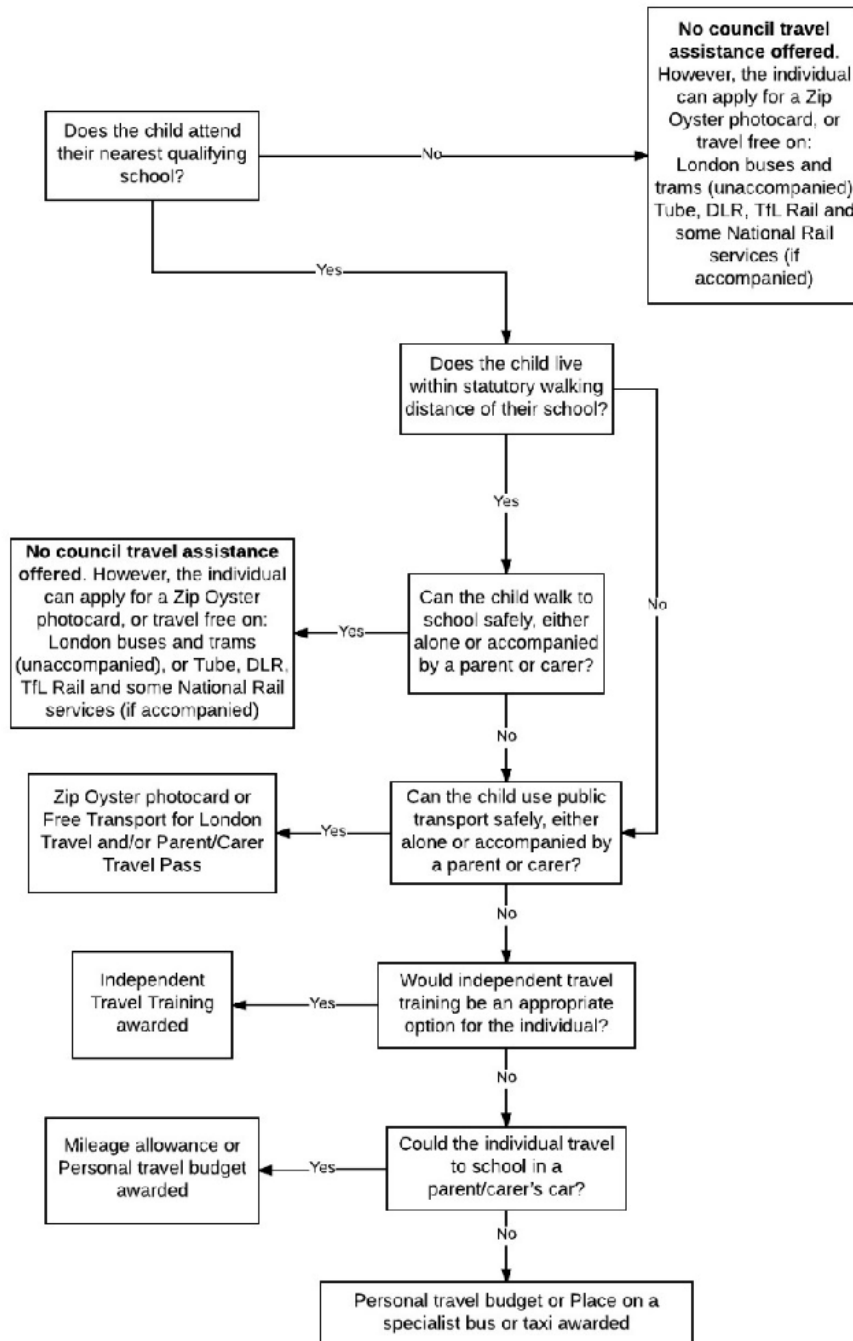 No council travel
assistance offered.
However, the individual
can apply for a Zip
Oyster photocard, or
travel free on:
London buses and
trams (unaccompanied)
Tube, DLR, TfL Rail and
some National Rail
services (if
accompanied)
Does the child attend
their nearest qualifying
school?
No
Yes
Does the child live
within statutory walking
distance of their school?
Yes
No
No council travel assistance
offered. However, the individual
can apply for a Zip Oyster
photocard, or travel free on:
London buses and trams
(unaccompanied), or Tube, DLR,
TfL Rail and some National Rail
services (if accompanied)
Yes
Can the child walk to
school safely, either
alone or accompanied
by a parent or carer?
No
Zip Oyster photocard or
Free Transport for London
Travel and/or Parent/Carer
Travel Pass
Yes
Can the child use public
transport safely, either
alone or accompanied by
a parent or carer?
No
Independent
Travel Training
awarded
Yes
Would independent travel
training be an appropriate
option for the individual?
No
Mileage allowance or
Personal travel budget
awarded
Yes
Could the individual travel
to school in a
parent/carer's car?
No
Personal travel budget or Place on a
specialist bus or taxi awarded